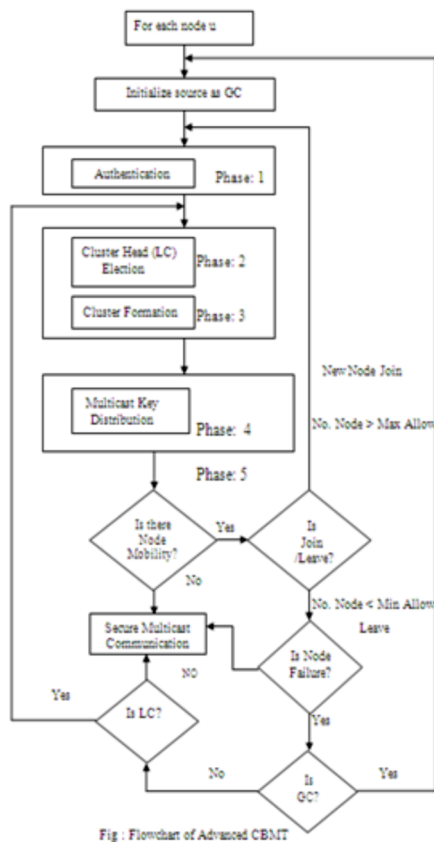 For each node u
Initialize source as GC
Authentication
Phase: 1
Cluster Head (LC)
Election
Phase: 2
Cluster Formation
Phase: 3
New Node Join
Multicast Key
Distribution
No. Node > Max Allow
Phase: 4
Phase: 5
Is there
Node
Mobility?
Yes
Is
Join
/Leave?
No
No. Node < Min Allow
Leave
Secure Multicast
Communication
Is Node
Failure?
NO
Yes
Is LC?
Yes
No
Is
GC?
Yes
Fig : Flowchart of Advanced CBMT